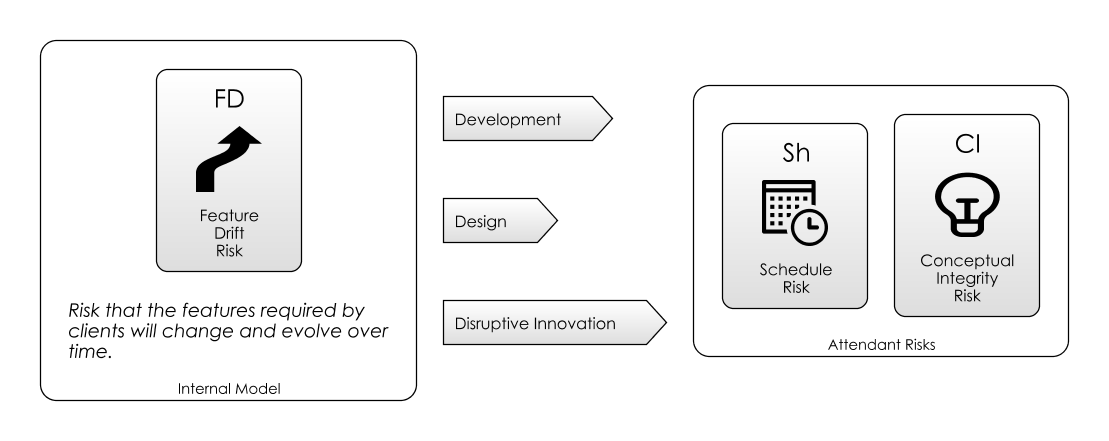 FD
Feature
Drift
Risk
Risk that the features required by
clients will change and evolve over
time.
Internal Model
Development
Design
Disruptive Innovation
Sh
Schedule
Risk
CI
Conceptual
Integrity
Risk
Attendant Risks